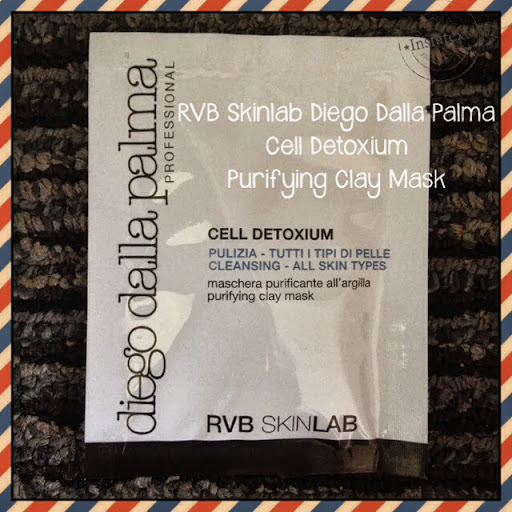 RVB Skinlab Diego Dalla Palma
Cell Detoxium
Purifying Clay Mask
diego dalla palma
PROFESSIONAL
CELL DETOXIUM
PULIZIA - TUTTI I TIPI DI PELLE
CLEANSING - ALL SKIN TYPES
maschera purificante all'argilla
purifying clay mask
RVB SKINLAB